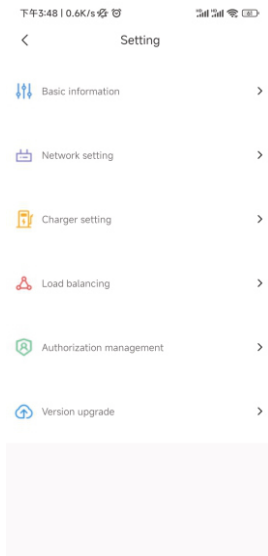 下午3:48 | 0.6K/s
Setting
Basic information
Network setting
Charger setting
Load balancing
Authorization management
Version upgrade